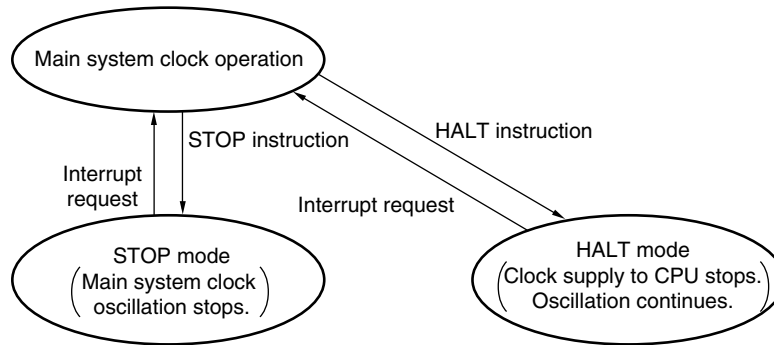 Main system clock operation
STOP instruction
HALT instruction
Interrupt
request
Interrupt request
STOP mode
(Main system clock
oscillation stops.)
HALT mode
(Clock supply to CPU stops.
Oscillation continues.)